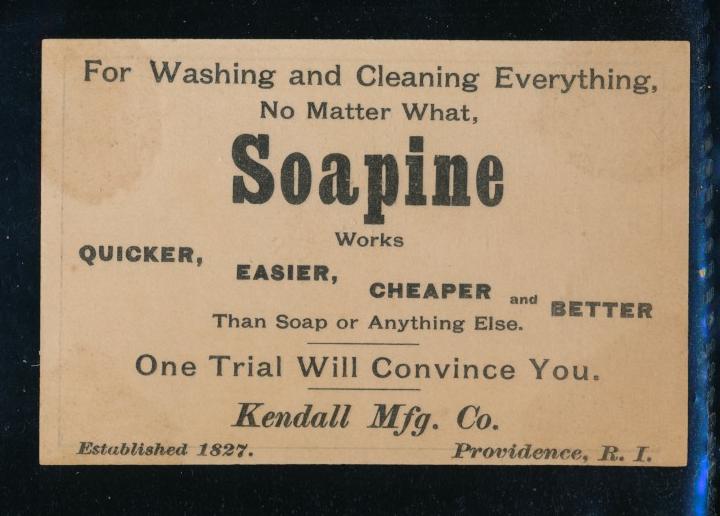 For Washing and Cleaning Everything,
No Matter What,
Soapine
Works
QUICKER,
EASIER,
CHEAPER and BETTER
Than Soap or Anything Else.
One Trial Will Convince You.
Kendall Mfg. Co.
Established 1827. Providence, R. I.